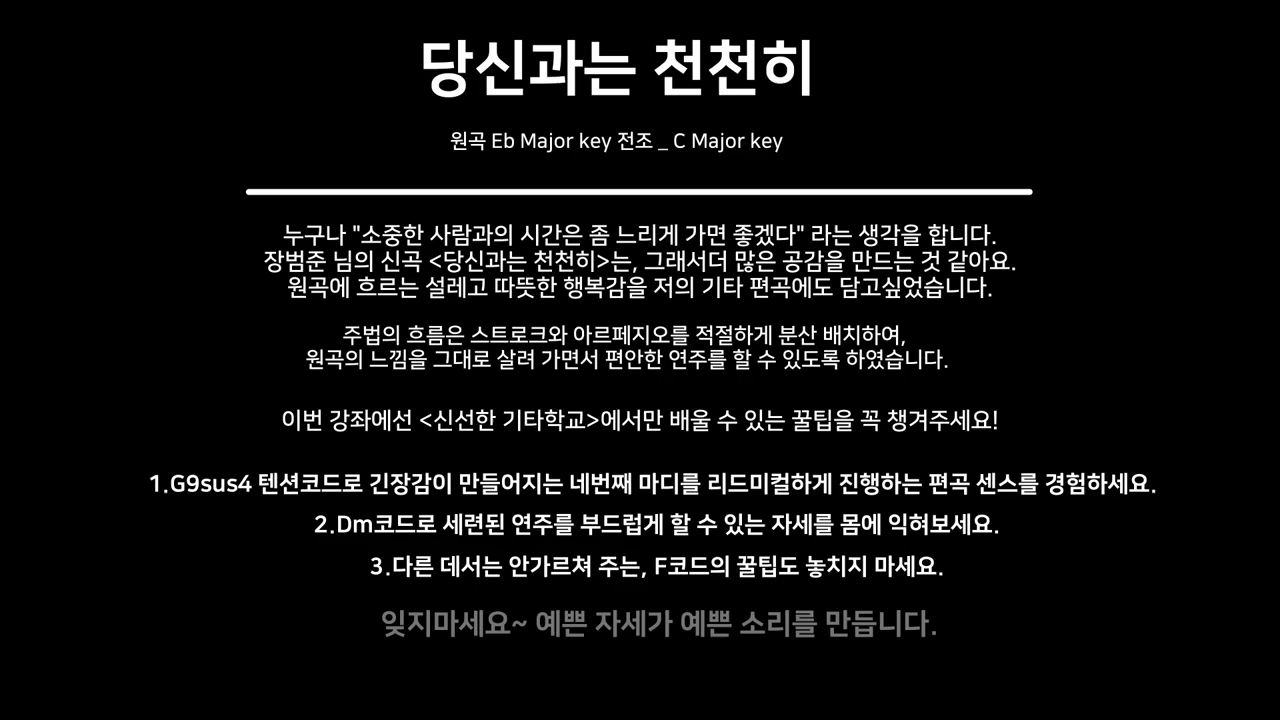 당신과는 천천히
원곡 Eb Major key 전조 _ C Major key
누구나 "소중한 사람과의 시간은 좀 느리게 가면 좋겠다" 라는 생각을 합니다.
장범준 님의 신곡 <당신과는 천천히>는, 그래서더 많은 공감을 만드는 것 같아요.
원곡에 흐르는 설레고 따뜻한 행복감을 저의 기타 편곡에도 담고싶었습니다.
주법의 흐름은 스트로크와 아르페지오를 적절하게 분산 배치하여,
원곡의 느낌을 그대로 살려 가면서 편안한 연주를 할 수 있도록 하였습니다.
이번 강좌에선 <신선한 기타학교>에서만 배울 수 있는 꿀팁을 꼭 챙겨주세요!
1.G9sus4 텐션코드로 긴장감이 만들어지는 네번째 마디를 리드미컬하게 진행하는 편곡 센스를 경험하세요.
2.Dm코드로 세련된 연주를 부드럽게 할 수 있는 자세를 몸에 익혀보세요.
3.다른 데서는 안가르쳐 주는, F코드의 꿀팁도 놓치지 마세요.
잊지마세요~ 예쁜 자세가 예쁜 소리를 만듭니다.